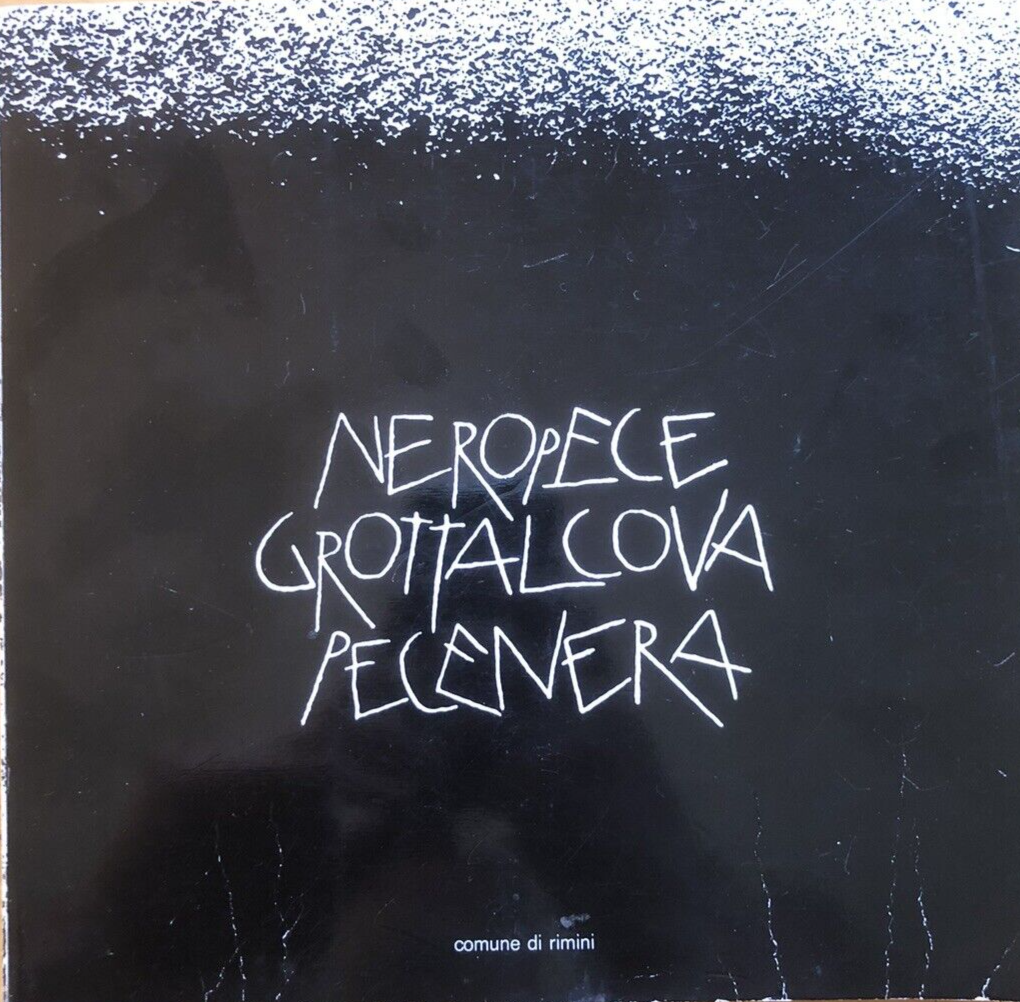 NEROPECE
GROTTALCOVA
PECENERA
comune di rimini